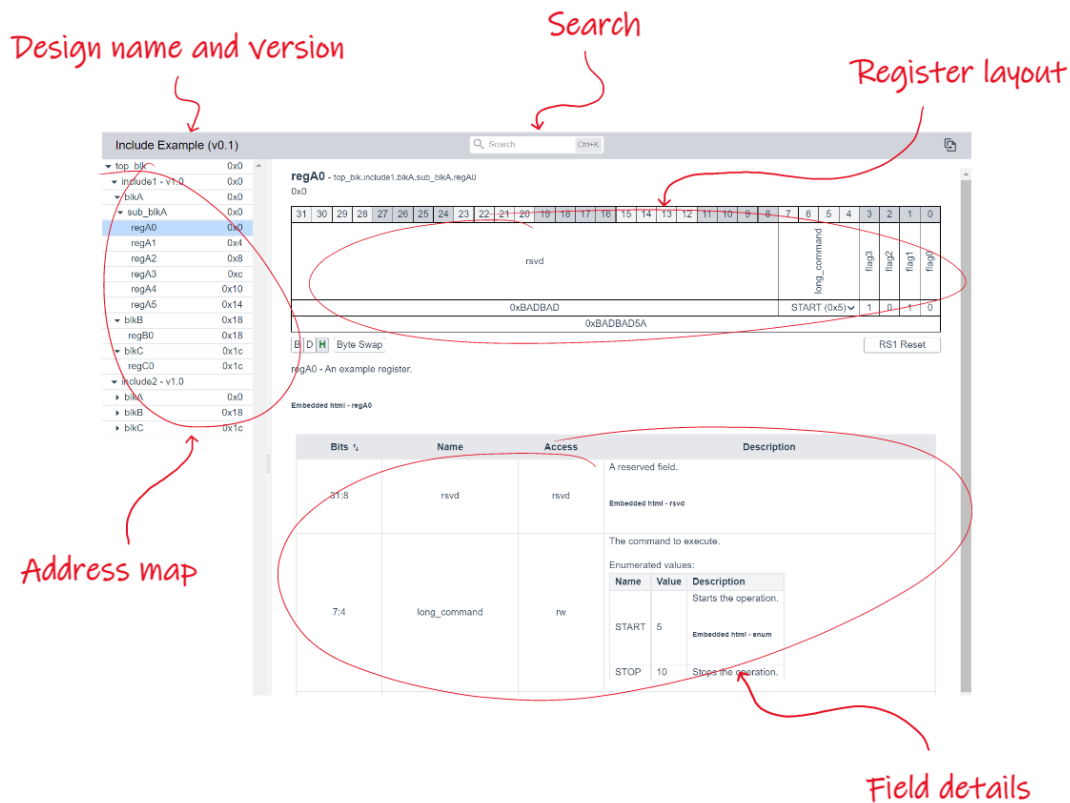 Search
Design name and version
Register layout
Include Example (v0.1)
Search
Ctrl+K
top_blk 0x0
include1 - v1.0 0x0
blkA 0x0
sub_blkA 0x0
regA0 0x0
regA1 0x4
regA2 0x8
regA3 0xc
regA4 0x10
regA5 0x14
blkB 0x18
regB0 0x18
blkC 0x1c
regC0 0x1c
include2 - v1.0
blkA 0x0
blkB 0x18
blkC 0x1c
regA0 - top_blk.include1.blkA.sub_blkA.regA0
0x0
31 30 29 28 27 26 25 24 23 22 21 20 19 18 17 16 15 14 13 12 11 10 9 8 7 6 5 4 3 2 1 0
rsvd long_command flag3 flag2 flag1 flag0
0xBADBAD START (0x5) 1 0 1 0
0xBADBAD5A
B D H Byte Swap RS1 Reset
regA0 - An example register.
Embedded html - regA0
Bits Name Access Description
31:8 rsvd rsvd A reserved field.
Embedded html - rsvd
7:4 long_command rw The command to execute.
Enumerated values:
Name Value Description
START 5 Starts the operation.
Embedded html - enum
STOP 10 Stops the operation.
Address map
Field details